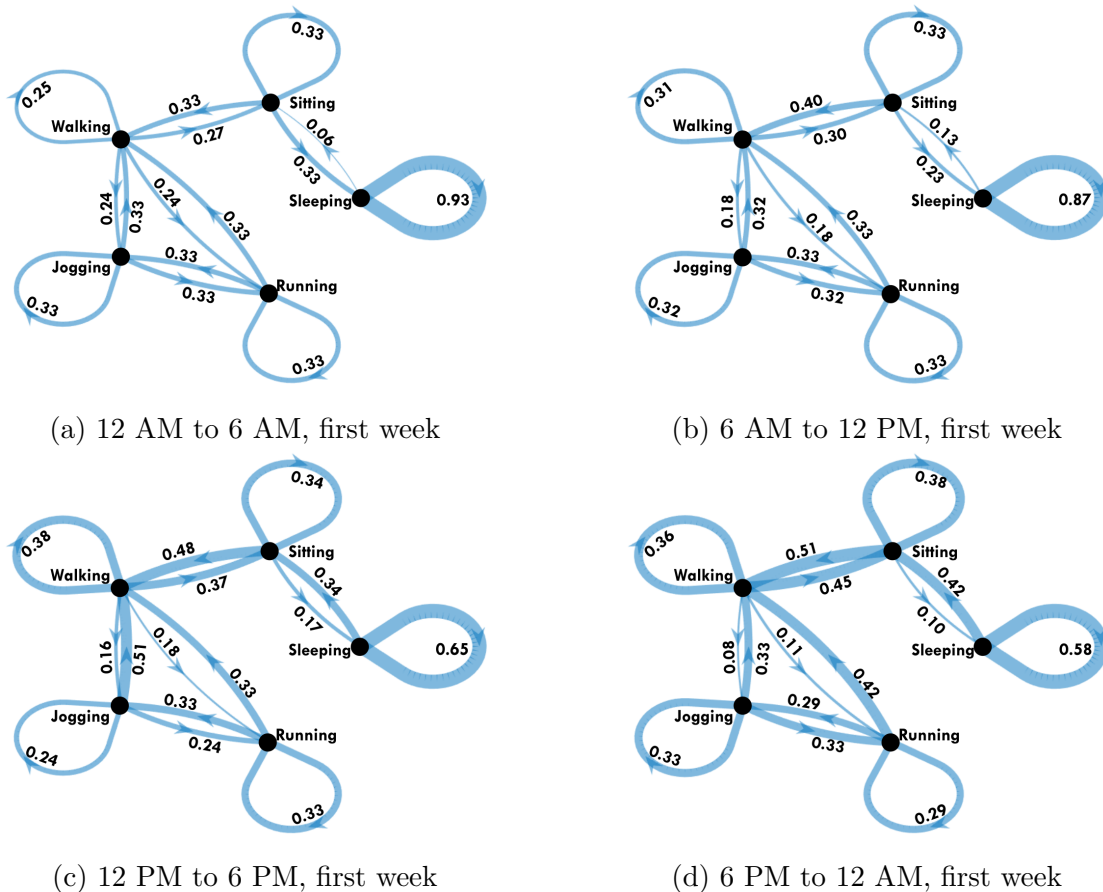 0.33
0.25
0.33
Sitting
Walking
0.27
0.06
0.33
Sleeping
0.93
0.24
0.33
0.24
0.33
Jogging
0.33
0.33
Running
0.33
0.33
(a) 12 AM to 6 AM, first week
0.33
0.31
0.40
Sitting
Walking
0.30
0.13
0.23
Sleeping
0.87
0.18
0.32
0.18
0.33
Jogging
0.33
0.32
Running
0.32
0.33
(b) 6 AM to 12 PM, first week
0.34
0.38
0.48
Sitting
Walking
0.37
0.34
0.17
Sleeping
0.65
0.16
0.51
0.18
0.33
Jogging
0.33
0.24
Running
0.24
0.33
(c) 12 PM to 6 PM, first week
0.38
0.36
0.51
Sitting
Walking
0.45
0.42
0.10
Sleeping
0.58
0.08
0.33
0.11
0.42
Jogging
0.29
0.33
Running
0.33
0.29
(d) 6 PM to 12 AM, first week